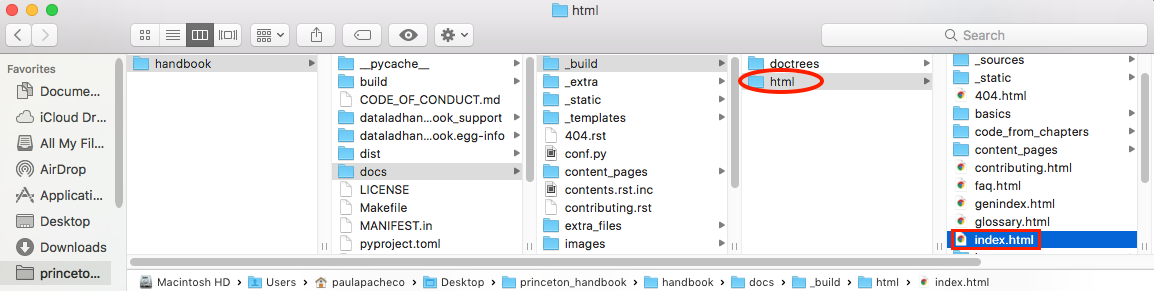 html
Search
Favorites
Docume...
iCloud Dr...
All My Fil...
AirDrop
Applicati...
Desktop
Downloads
princeton...
handbook
__pycache__
build
CODE_OF_CONDUCT.md
dataladhan...ook_support
dataladhan...ook.egg-info
dist
docs
LICENSE
Makefile
MANIFEST.in
pyproject.toml
_build
_extra
_static
_templates
404.rst
conf.py
content_pages
contents.rst.inc
contributing.rst
extra_files
images
doctrees
html
_sources
_static
404.html
basics
code_from_chapters
content_pages
contributing.html
faq.html
genindex.html
glossary.html
index.html
Macintosh HD Users paulapacheco Desktop princeton_handbook handbook docs _build html index.html